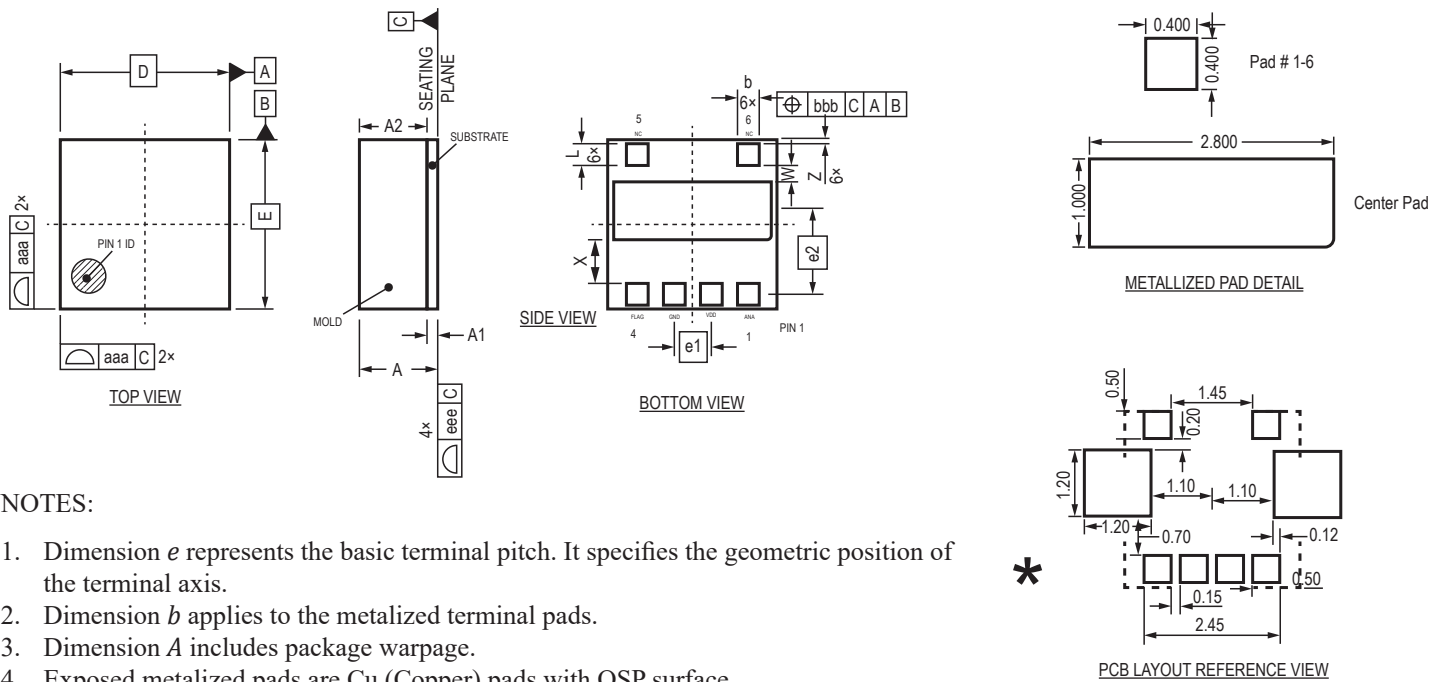 D
A
B
E
aaa C 2×
PIN 1 ID
aaa C 2×
TOP VIEW
C
SEATING
PLANE
A2
SUBSTRATE
MOLD
A1
A
4× eee C
SIDE VIEW
b
6×
bbb C A B
5
NC
6
NC
L
6×
W
Z
6×
X
e2
FLAG
GND
VDD
ANA
4
1
PIN 1
e1
BOTTOM VIEW
0.400
0.400
Pad # 1-6
2.800
1.000
Center Pad
METALLIZED PAD DETAIL
0.50
1.45
0.20
1.20
1.10
1.10
1.20
0.70
0.12
*
0.50
0.15
2.45
PCB LAYOUT REFERENCE VIEW
NOTES:
1. Dimension e represents the basic terminal pitch. It specifies the geometric position of
the terminal axis.
2. Dimension b applies to the metalized terminal pads.
3. Dimension A includes package warpage.
4. Exposed metalized pads are Cu (Copper) pads with OSP surface